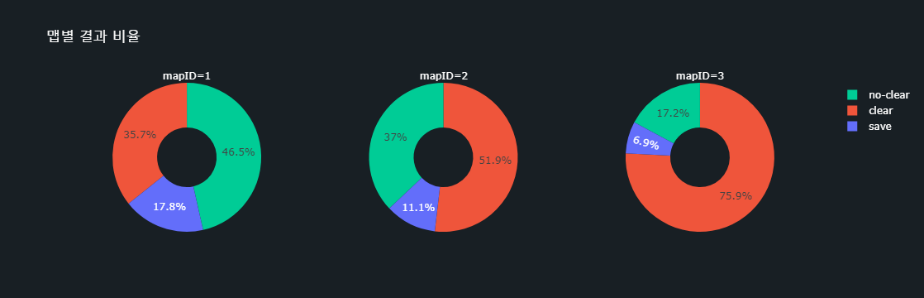 맵별 결과 비율
mapID=1
mapID=2
mapID=3
no-clear
clear
save
35.7%
46.5%
17.8%
37%
51.9%
11.1%
17.2%
6.9%
75.9%